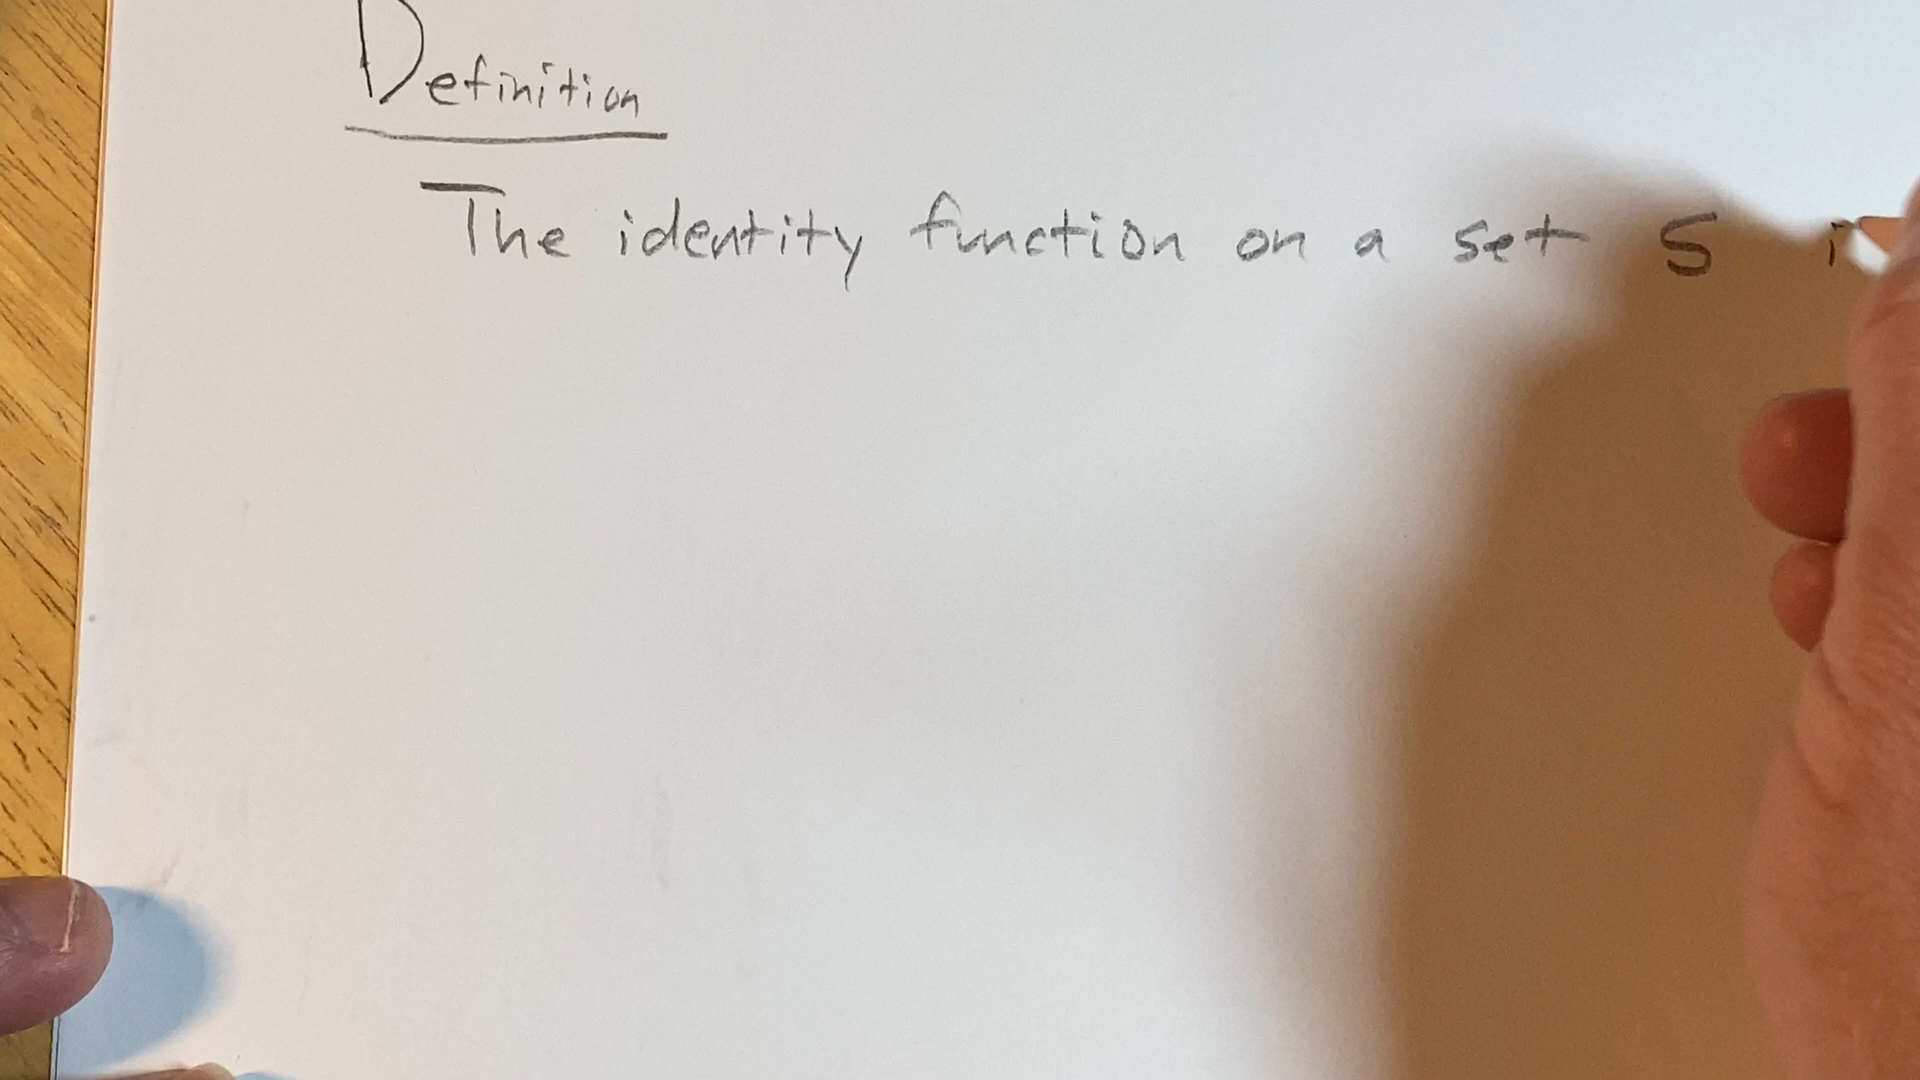 Definition
The identity function on a set S